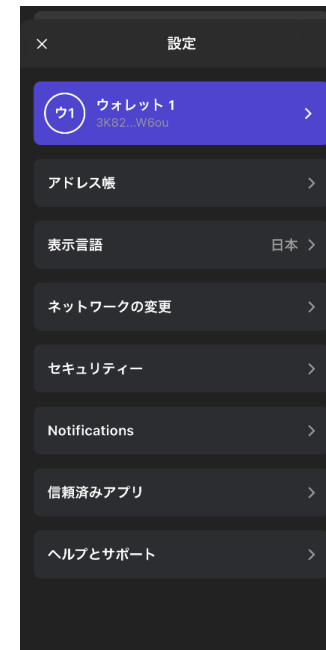 × 設定
ウ1
ウォレット 1
3K82...W6ou
アドレス帳
表示言語 日本
ネットワークの変更
セキュリティー
Notifications
信頼済みアプリ
ヘルプとサポート